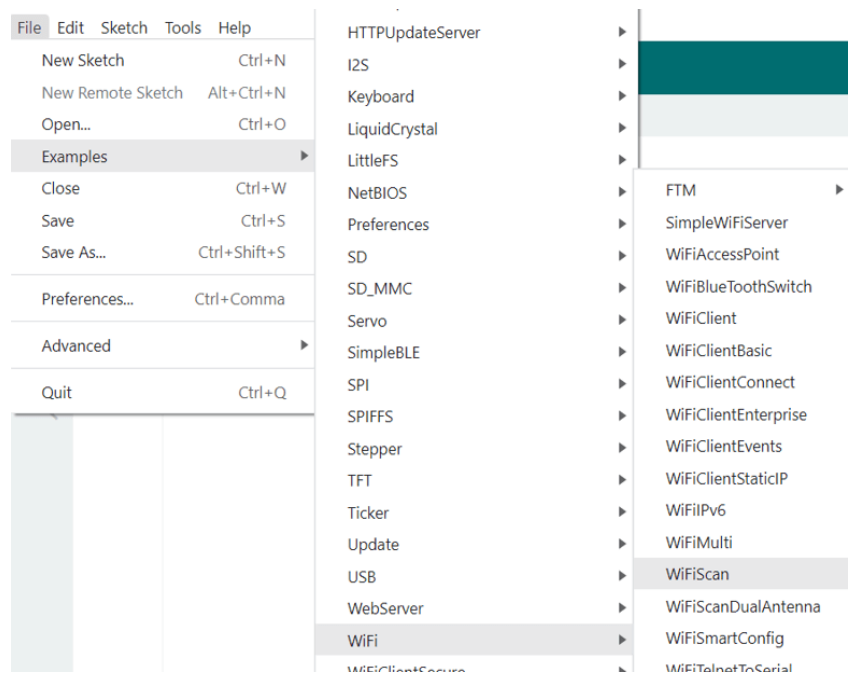 File Edit Sketch Tools Help
New Sketch Ctrl+N
New Remote Sketch Alt+Ctrl+N
Open... Ctrl+O
Examples
Close Ctrl+W
Save Ctrl+S
Save As... Ctrl+Shift+S
Preferences... Ctrl+Comma
Advanced
Quit Ctrl+Q
HTTPUpdateServer
I2S
Keyboard
LiquidCrystal
LittleFS
NetBIOS
Preferences
SD
SD_MMC
Servo
SimpleBLE
SPI
SPIFFS
Stepper
TFT
Ticker
Update
USB
WebServer
WiFi
WiFiClientSecure
FTM
SimpleWiFiServer
WiFiAccessPoint
WiFiBlueToothSwitch
WiFiClient
WiFiClientBasic
WiFiClientConnect
WiFiClientEnterprise
WiFiClientEvents
WiFiClientStaticIP
WiFiIPv6
WiFiMulti
WiFiScan
WiFiScanDualAntenna
WiFiSmartConfig
WiFiTelnetToSerial